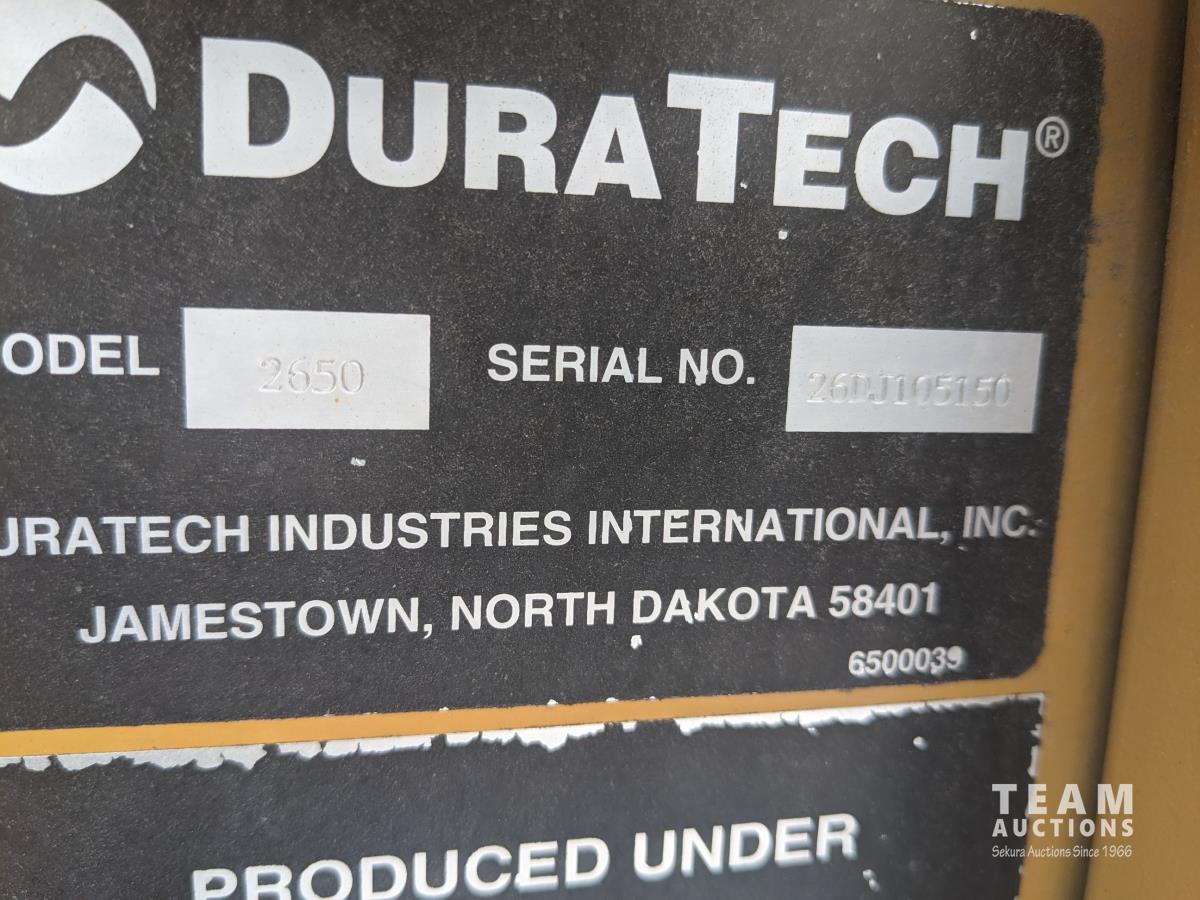 DURATECH®
ODEL 2650 SERIAL NO. 26DJ105150
URATECH INDUSTRIES INTERNATIONAL, INC.
JAMESTOWN, NORTH DAKOTA 58401
6500039
PRODUCED UNDER
TEAM
AUCTIONS
Sekura Auctions Since 1966